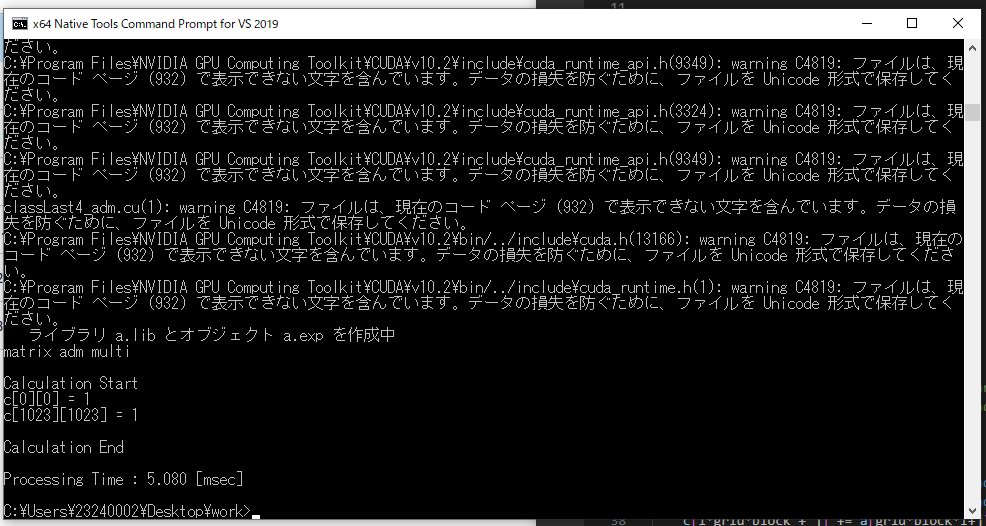 11
x64 Native Tools Command Prompt for VS 2019
ださい。
C:¥Program Files¥NVIDIA GPU Computing Toolkit¥CUDA¥v10.2¥include¥cuda_runtime_api.h(9349): warning C4819: ファイルは、現
在のコード ページ (932) で表示できない文字を含んでいます。データの損失を防ぐために、ファイルを Unicode 形式で保存してく
ださい。
C:¥Program Files¥NVIDIA GPU Computing Toolkit¥CUDA¥v10.2¥include¥cuda_runtime_api.h(3324): warning C4819: ファイルは、現
在のコード ページ (932) で表示できない文字を含んでいます。データの損失を防ぐために、ファイルを Unicode 形式で保存してく
ださい。
C:¥Program Files¥NVIDIA GPU Computing Toolkit¥CUDA¥v10.2¥include¥cuda_runtime_api.h(9349): warning C4819: ファイルは、現
在のコード ページ (932) で表示できない文字を含んでいます。データの損失を防ぐために、ファイルを Unicode 形式で保存してく
ださい。
classLast4_adm.cu(1): warning C4819: ファイルは、現在のコード ページ (932) で表示できない文字を含んでいます。データの損
失を防ぐために、ファイルを Unicode 形式で保存してください。
C:¥Program Files¥NVIDIA GPU Computing Toolkit¥CUDA¥v10.2¥bin/../include¥cuda.h(13166): warning C4819: ファイルは、現在の
コード ページ (932) で表示できない文字を含んでいます。データの損失を防ぐために、ファイルを Unicode 形式で保存してくださ
い。
C:¥Program Files¥NVIDIA GPU Computing Toolkit¥CUDA¥v10.2¥bin/../include¥cuda_runtime.h(1): warning C4819: ファイルは、現
在のコード ページ (932) で表示できない文字を含んでいます。データの損失を防ぐために、ファイルを Unicode 形式で保存してく
ださい。
ライブラリ a.lib とオブジェクト a.exp を作成中
matrix adm multi
Calculation Start
c[0][0] = 1
c[1023][1023] = 1
Calculation End
Processing Time : 5.080 [msec]
C:¥Users¥23240002¥Desktop¥work>
38